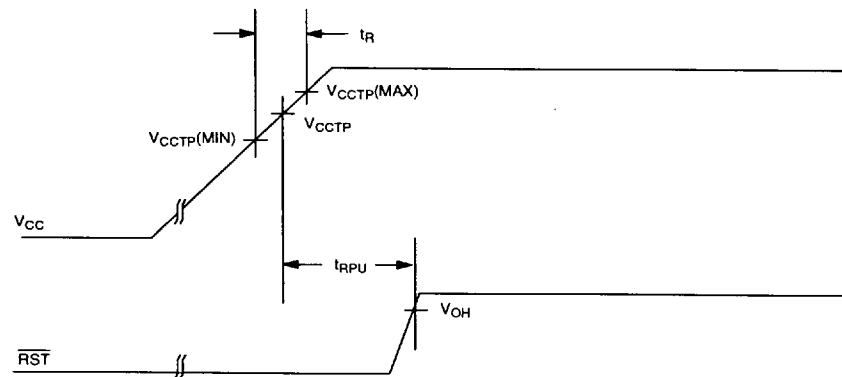 tR
VCCTP(MAX)
VCCTP
VCCTP(MIN)
VCC
tRPU
VOH
RST